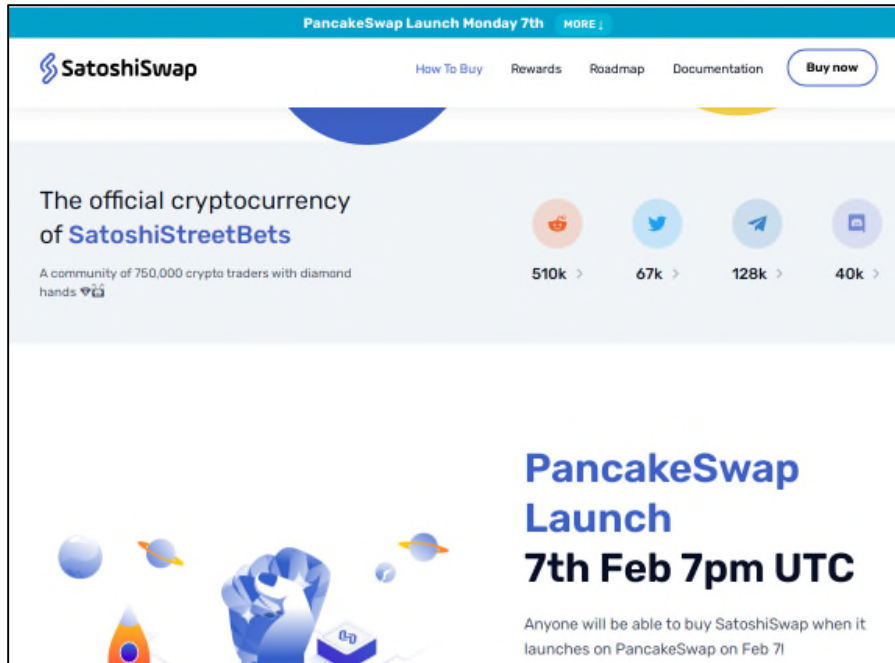 PancakeSwap Launch Monday 7th MORE ↓
SatoshiSwap How To Buy Rewards Roadmap Documentation Buy now
The official cryptocurrency
of SatoshiStreetBets
A community of 750,000 crypto traders with diamond
hands 💎🙌
510k > 67k > 128k > 40k >
PancakeSwap
Launch
7th Feb 7pm UTC
Anyone will be able to buy SatoshiSwap when it
launches on PancakeSwap on Feb 7!